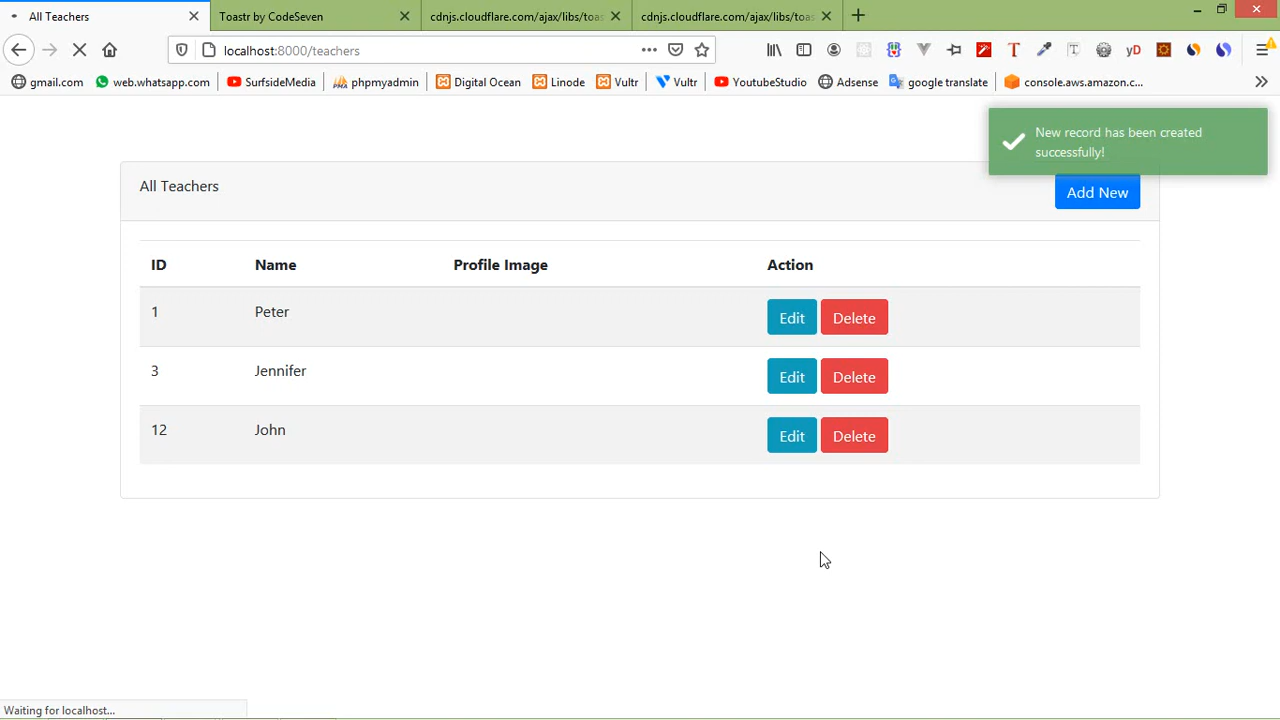 All Teachers
Toastr by CodeSeven
cdnjs.cloudflare.com/ajax/libs/toas
cdnjs.cloudflare.com/ajax/libs/toas
localhost:8000/teachers
T
T
yD
gmail.com
web.whatsapp.com
SurfsideMedia
phpmyadmin
Digital Ocean
Linode
Vultr
Vultr
YoutubeStudio
Adsense
google translate
console.aws.amazon.c...
New record has been created
successfully!
All Teachers
Add New
ID Name Profile Image Action
1 Peter Edit Delete
3 Jennifer Edit Delete
12 John Edit Delete
Waiting for localhost...